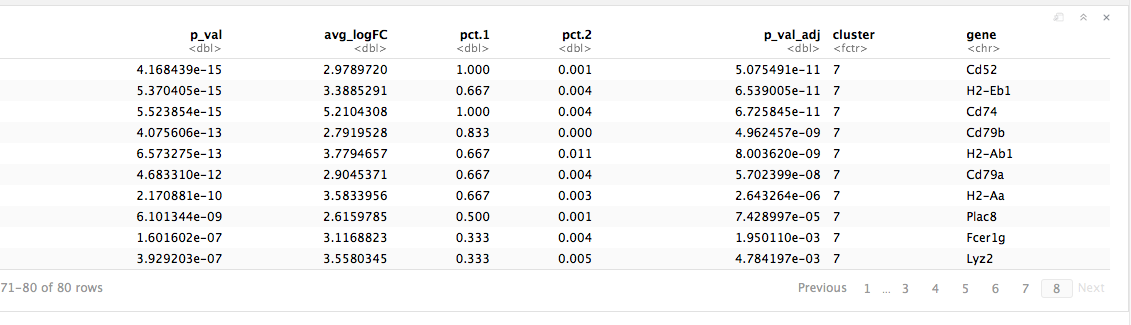 p_val avg_logFC pct.1 pct.2 p_val_adj cluster gene
<dbl> <dbl> <dbl> <dbl> <dbl> <fctr> <chr>
4.168439e-15 2.9789720 1.000 0.001 5.075491e-11 7 Cd52
5.370405e-15 3.3885291 0.667 0.004 6.539005e-11 7 H2-Eb1
5.523854e-15 5.2104308 1.000 0.004 6.725845e-11 7 Cd74
4.075606e-13 2.7919528 0.833 0.000 4.962457e-09 7 Cd79b
6.573275e-13 3.7794657 0.667 0.011 8.003620e-09 7 H2-Ab1
4.683310e-12 2.9045371 0.667 0.004 5.702399e-08 7 Cd79a
2.170881e-10 3.5833956 0.667 0.003 2.643264e-06 7 H2-Aa
6.101344e-09 2.6159785 0.500 0.001 7.428997e-05 7 Plac8
1.601602e-07 3.1168823 0.333 0.004 1.950110e-03 7 Fcer1g
3.929203e-07 3.5580345 0.333 0.005 4.784197e-03 7 Lyz2
71-80 of 80 rows Previous 1 ... 3 4 5 6 7 8 Next